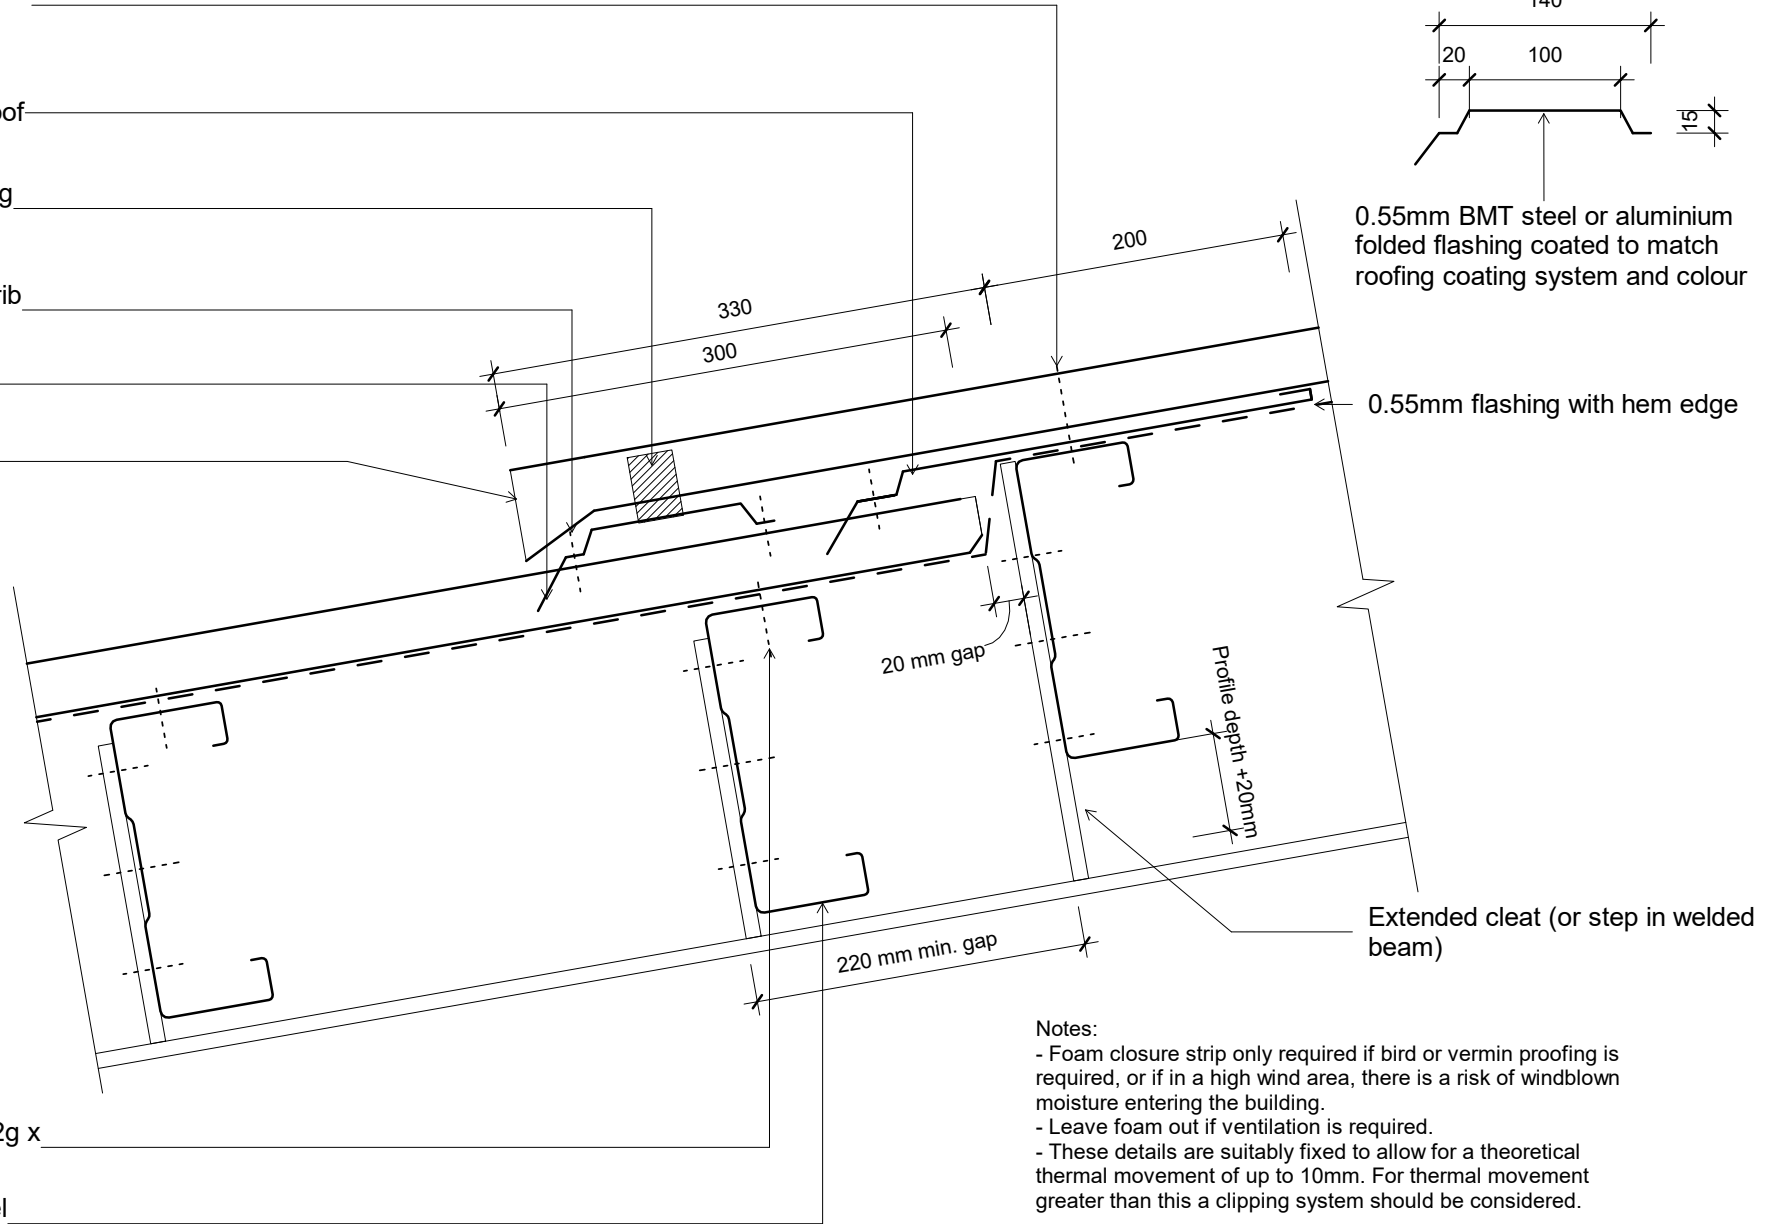 140
20
100
15
oof
g
rib
0.55mm BMT steel or aluminium
folded flashing coated to match
roofing coating system and colour
200
330
300
0.55mm flashing with hem edge
20 mm gap
Profile depth +20mm
Extended cleat (or step in welded
beam)
220 mm min. gap
Notes:
- Foam closure strip only required if bird or vermin proofing is
required, or if in a high wind area, there is a risk of windblown
moisture entering the building.
- Leave foam out if ventilation is required.
- These details are suitably fixed to allow for a theoretical
thermal movement of up to 10mm. For thermal movement
greater than this a clipping system should be considered.
2g x
el